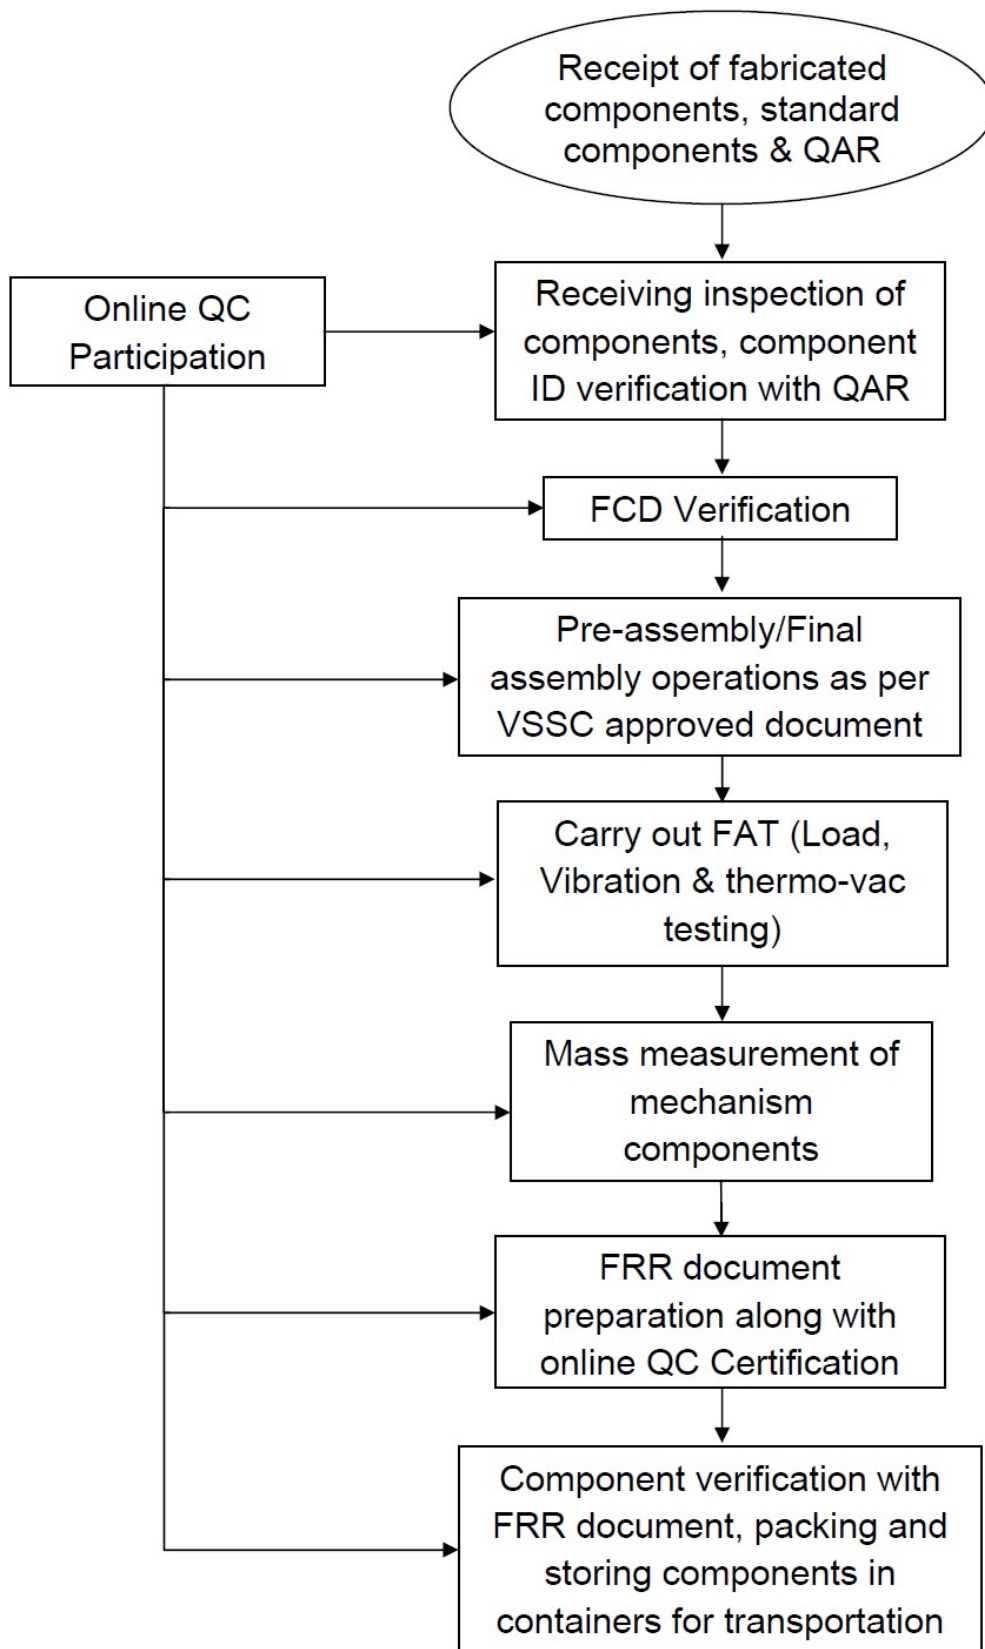 Receipt of fabricated
components, standard
components & QAR
Online QC
Participation
Receiving inspection of
components, component
ID verification with QAR
FCD Verification
Pre-assembly/Final
assembly operations as per
VSSC approved document
Carry out FAT (Load,
Vibration & thermo-vac
testing)
Mass measurement of
mechanism
components
FRR document
preparation along with
online QC Certification
Component verification with
FRR document, packing and
storing components in
containers for transportation